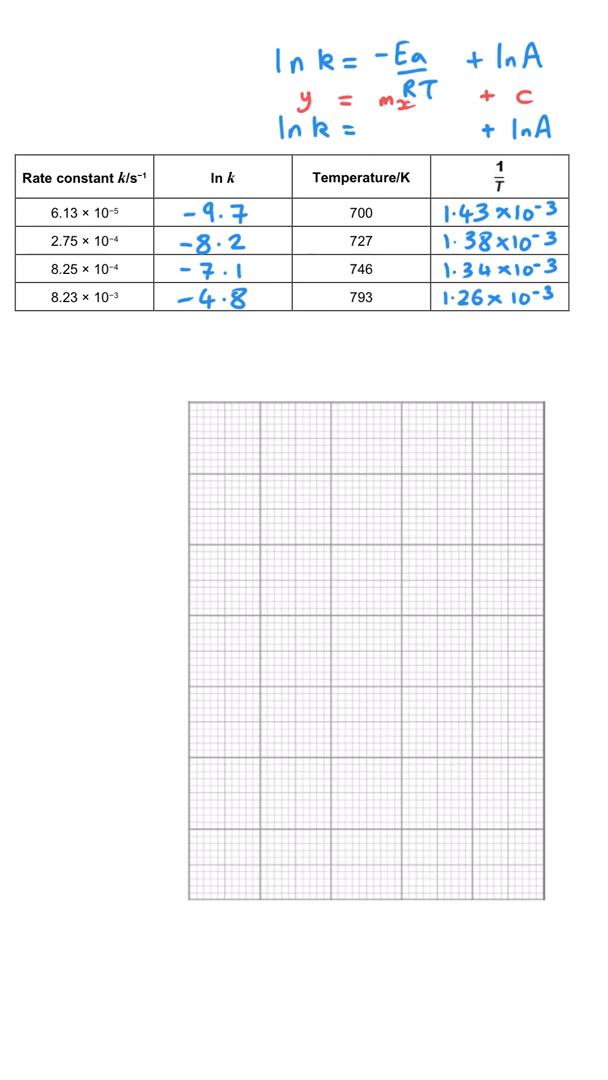 ln k = -Ea/RT + ln A
y = mx + c
ln k = + ln A
Rate constant k/s⁻¹ ln k Temperature/K 1/T
6.13 × 10⁻⁵ -9.7 700 1.43 × 10⁻³
2.75 × 10⁻⁴ -8.2 727 1.38 × 10⁻³
8.25 × 10⁻⁴ -7.1 746 1.34 × 10⁻³
8.23 × 10⁻³ -4.8 793 1.26 × 10⁻³